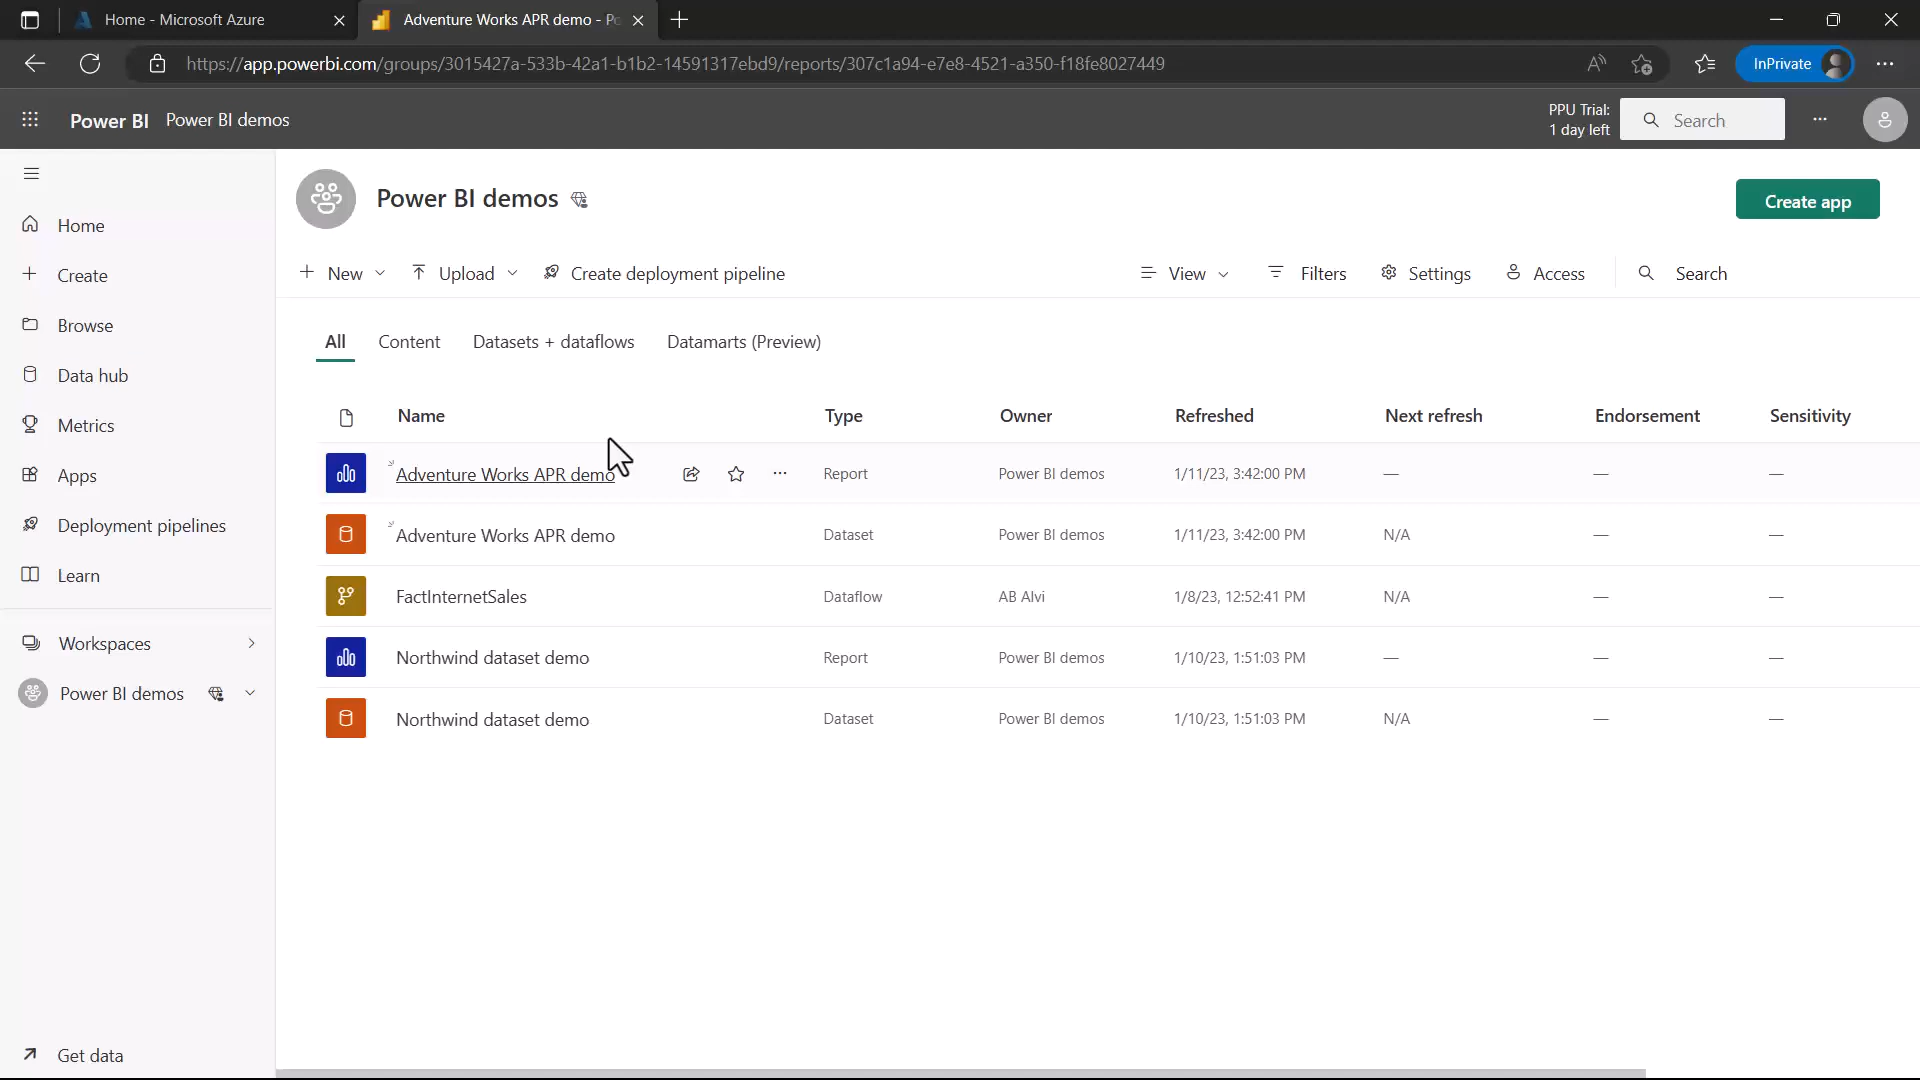 Home - Microsoft Azure
Adventure Works APR demo - Po
https://app.powerbi.com/groups/3015427a-533b-42a1-b1b2-14591317ebd9/reports/307c1a94-e7e8-4521-a350-f18fe8027449
InPrivate
Power BI Power BI demos
PPU Trial:
1 day left
Search
Home
Create
Browse
Data hub
Metrics
Apps
Deployment pipelines
Learn
Workspaces
Power BI demos
Get data
Power BI demos
Create app
New Upload Create deployment pipeline View Filters Settings Access Search
All Content Datasets + dataflows Datamarts (Preview)
Name Type Owner Refreshed Next refresh Endorsement Sensitivity
Adventure Works APR demo Report Power BI demos 1/11/23, 3:42:00 PM — — —
Adventure Works APR demo Dataset Power BI demos 1/11/23, 3:42:00 PM N/A — —
FactInternetSales Dataflow AB Alvi 1/8/23, 12:52:41 PM N/A — —
Northwind dataset demo Report Power BI demos 1/10/23, 1:51:03 PM — — —
Northwind dataset demo Dataset Power BI demos 1/10/23, 1:51:03 PM N/A — —